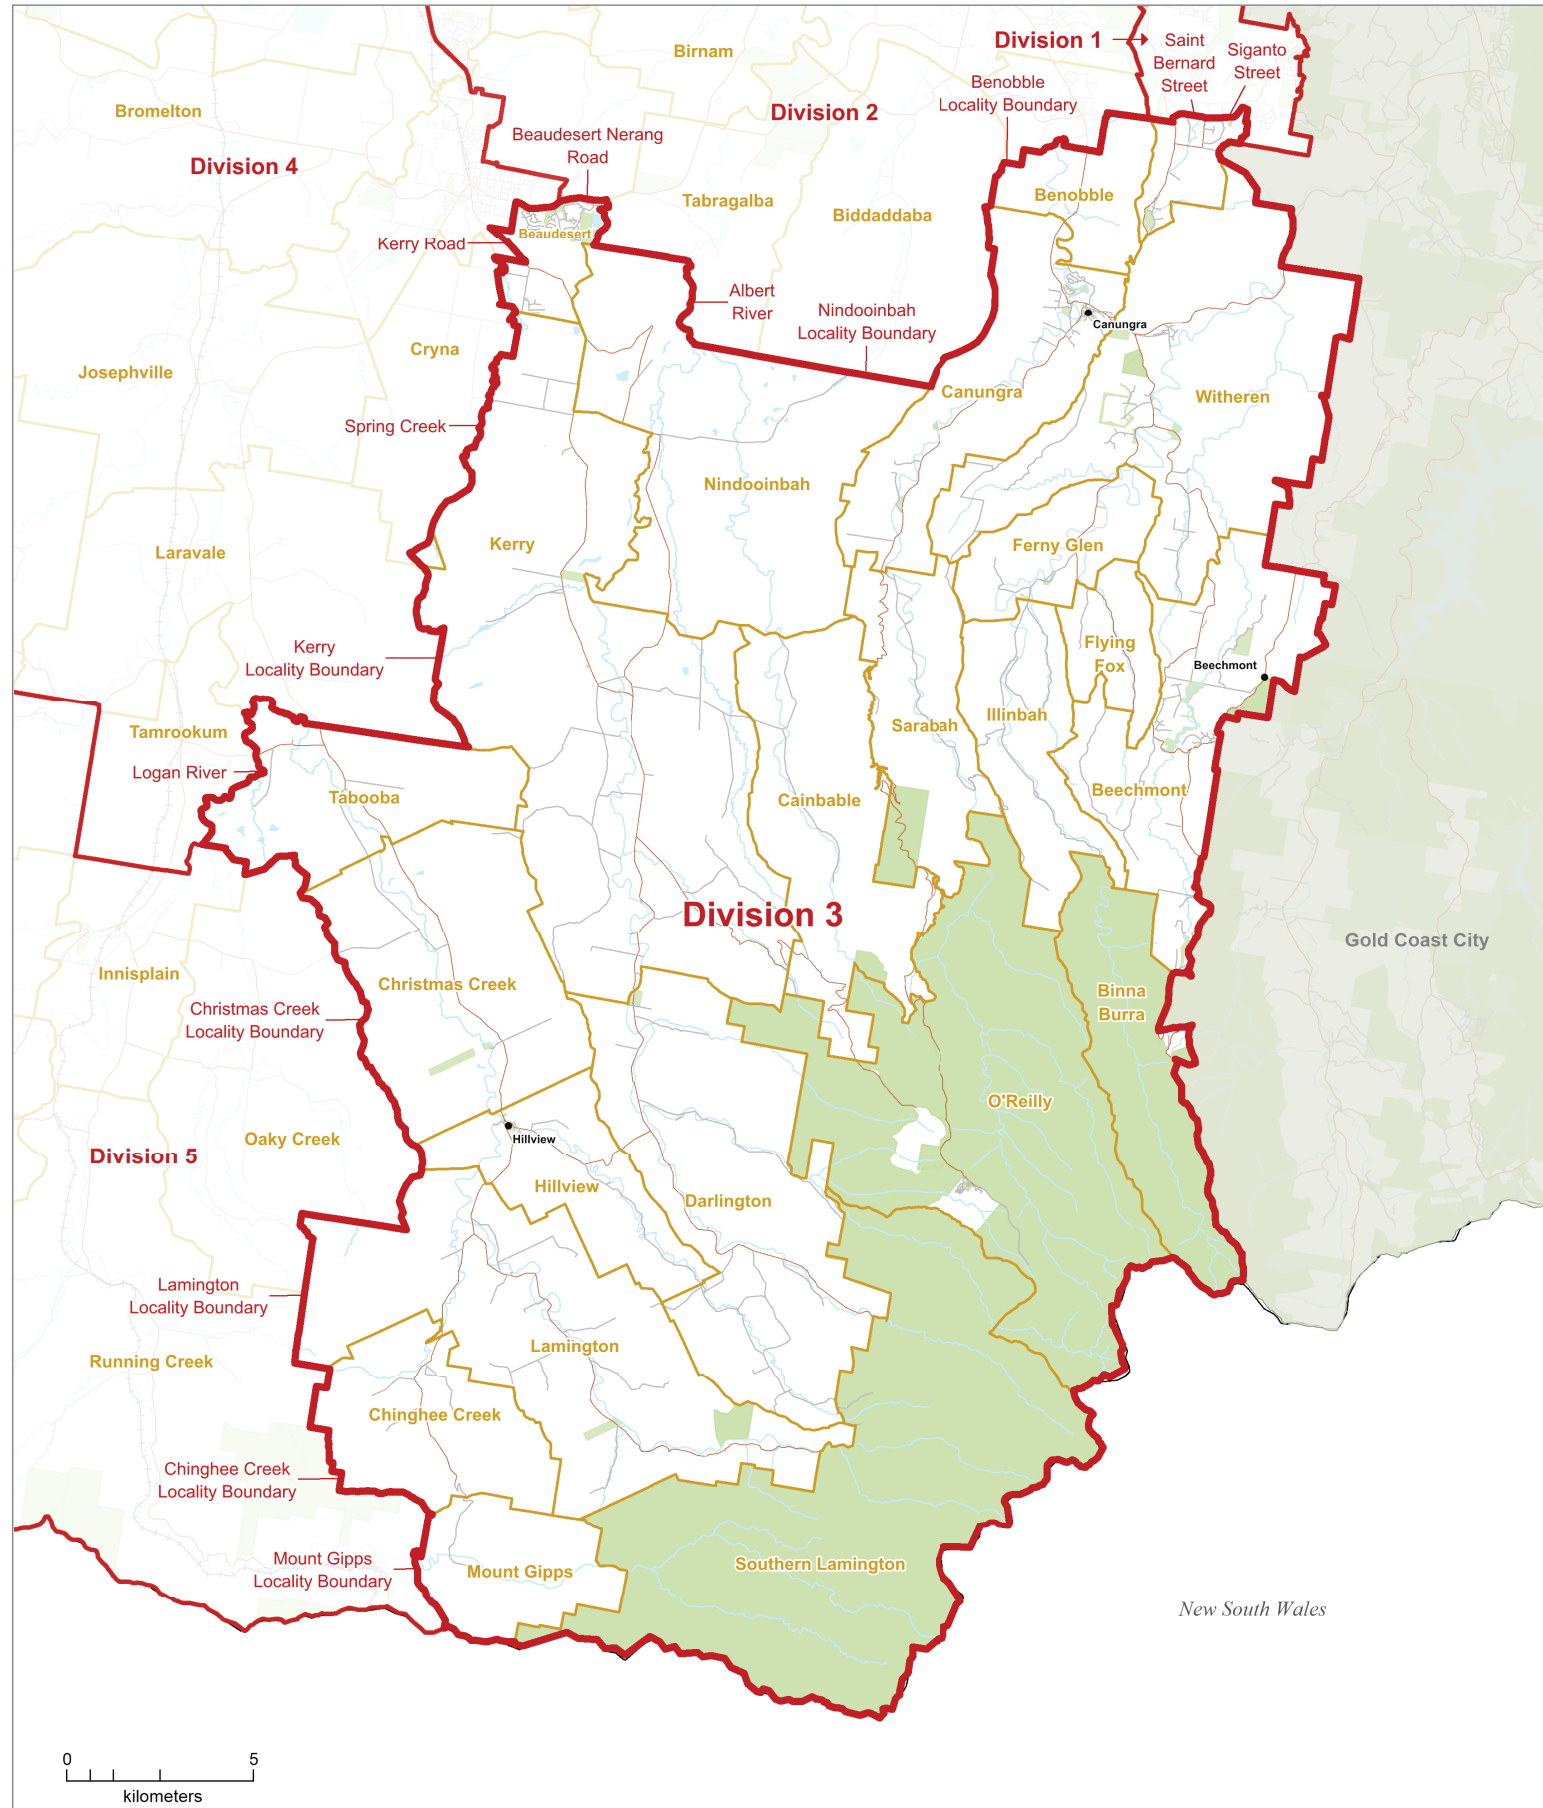 Division 1
Saint
Bernard
Street
Siganto
Street
Birnam
Benobble
Locality Boundary
Bromelton
Division 2
Beaudesert Nerang
Road
Division 4
Tabragalba
Biddaddaba
Benobble
Beaudesert
Kerry Road
Albert
River
Nindooinbah
Locality Boundary
Canungra
Cryna
Josephville
Canungra
Witheren
Spring Creek
Nindooinbah
Kerry
Ferny Glen
Laravale
Flying
Fox
Kerry
Locality Boundary
Beechmont
Tamrookum
Sarabah
Illinbah
Logan River
Tabooba
Cainbable
Beechmont
Division 3
Gold Coast City
Innisplain
Christmas Creek
Binna
Burra
Christmas Creek
Locality Boundary
O'Reilly
Oaky Creek
Hillview
Division 5
Hillview
Darlington
Lamington
Locality Boundary
Lamington
Running Creek
Chinghee Creek
Chinghee Creek
Locality Boundary
Mount Gipps
Locality Boundary
Mount Gipps
Southern Lamington
New South Wales
0 5
kilometers